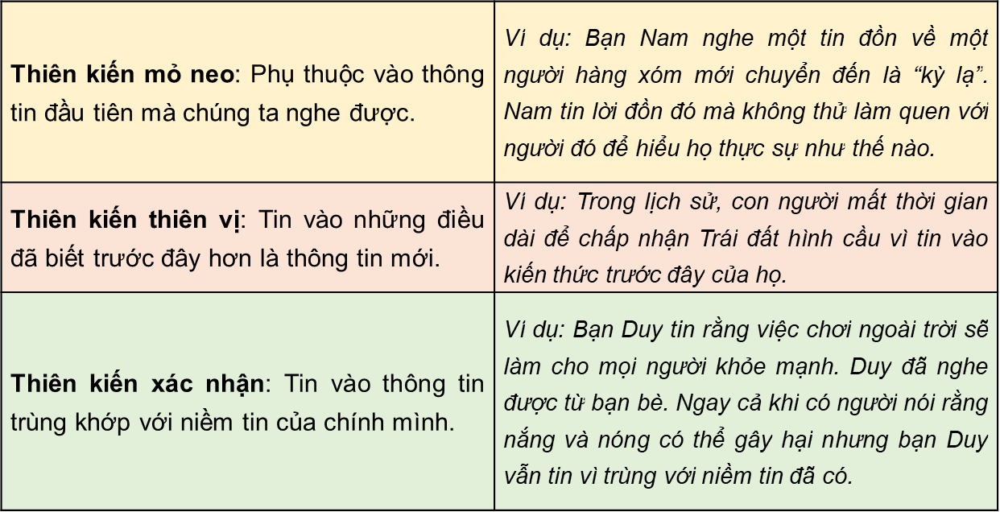 Thiên kiến mỏ neo: Phụ thuộc vào thông
tin đầu tiên mà chúng ta nghe được.
Ví dụ: Bạn Nam nghe một tin đồn về một
người hàng xóm mới chuyển đến là “kỳ lạ”.
Nam tin lời đồn đó mà không thử làm quen với
người đó để hiểu họ thực sự như thế nào.
Thiên kiến thiên vị: Tin vào những điều
đã biết trước đây hơn là thông tin mới.
Ví dụ: Trong lịch sử, con người mất thời gian
dài để chấp nhận Trái đất hình cầu vì tin vào
kiến thức trước đây của họ.
Thiên kiến xác nhận: Tin vào thông tin
trùng khớp với niềm tin của chính mình.
Ví dụ: Bạn Duy tin rằng việc chơi ngoài trời sẽ
làm cho mọi người khỏe mạnh. Duy đã nghe
được từ bạn bè. Ngay cả khi có người nói rằng
nắng và nóng có thể gây hại nhưng bạn Duy
vẫn tin vì trùng với niềm tin đã có.